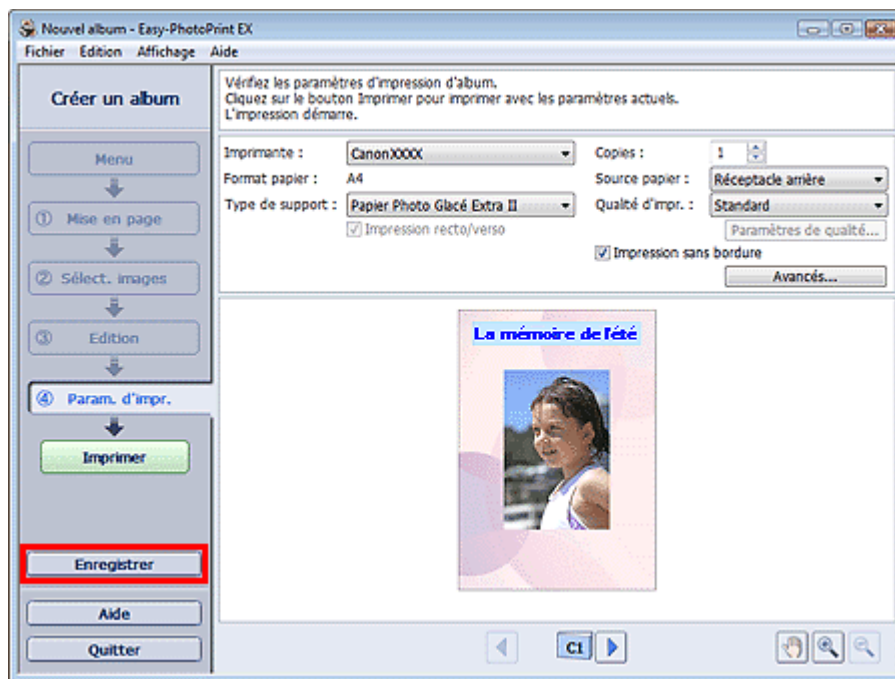 Nouvel album - Easy-PhotoPrint EX
Fichier Edition Affichage Aide
Créer un album
Vérifiez les paramètres d'impression d'album.
Cliquez sur le bouton Imprimer pour imprimer avec les paramètres actuels.
L'impression démarre.
Menu
① Mise en page
② Sélect. images
③ Edition
④ Param. d'impr.
Imprimer
Enregistrer
Aide
Quitter
Imprimante : Canon XXXX Copies : 1
Format papier : A4 Source papier : Réceptacle arrière
Type de support : Papier Photo Glacé Extra II Qualité d'impr. : Standard
Impression recto/verso Paramètres de qualité...
Impression sans bordure
Avancés...
La mémoire de l'été
C1